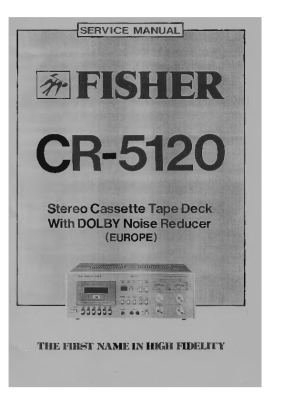 SERVICE MANUAL
FISHER
CR-5120
Stereo Cassette Tape Deck
With DOLBY Noise Reducer
(EUROPE)
THE FIRST NAME IN HIGH FIDELITY